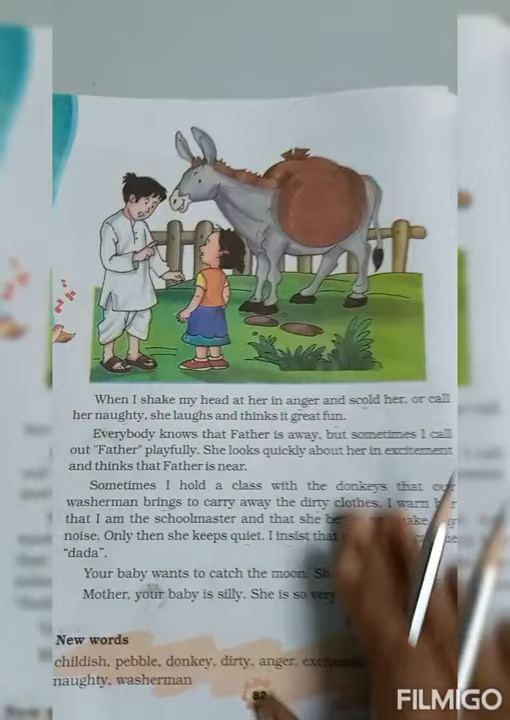 When I shake my head at her in anger and scold her, or call
her naughty, she laughs and thinks it great fun.
Everybody knows that Father is away, but sometimes I call
out "Father" playfully. She looks quickly about her in excitement
and thinks that Father is near.
Sometimes I hold a class with the donkeys that our
washerman brings to carry away the dirty clothes. I warn her
that I am the schoolmaster and that she
noise. Only then she keeps quiet. I insist that
"dada".
Your baby wants to catch the moon.
Mother, your baby is silly. She is so very
New words
childish, pebble, donkey, dirty, anger,
naughty, washerman
82
FILMIGO